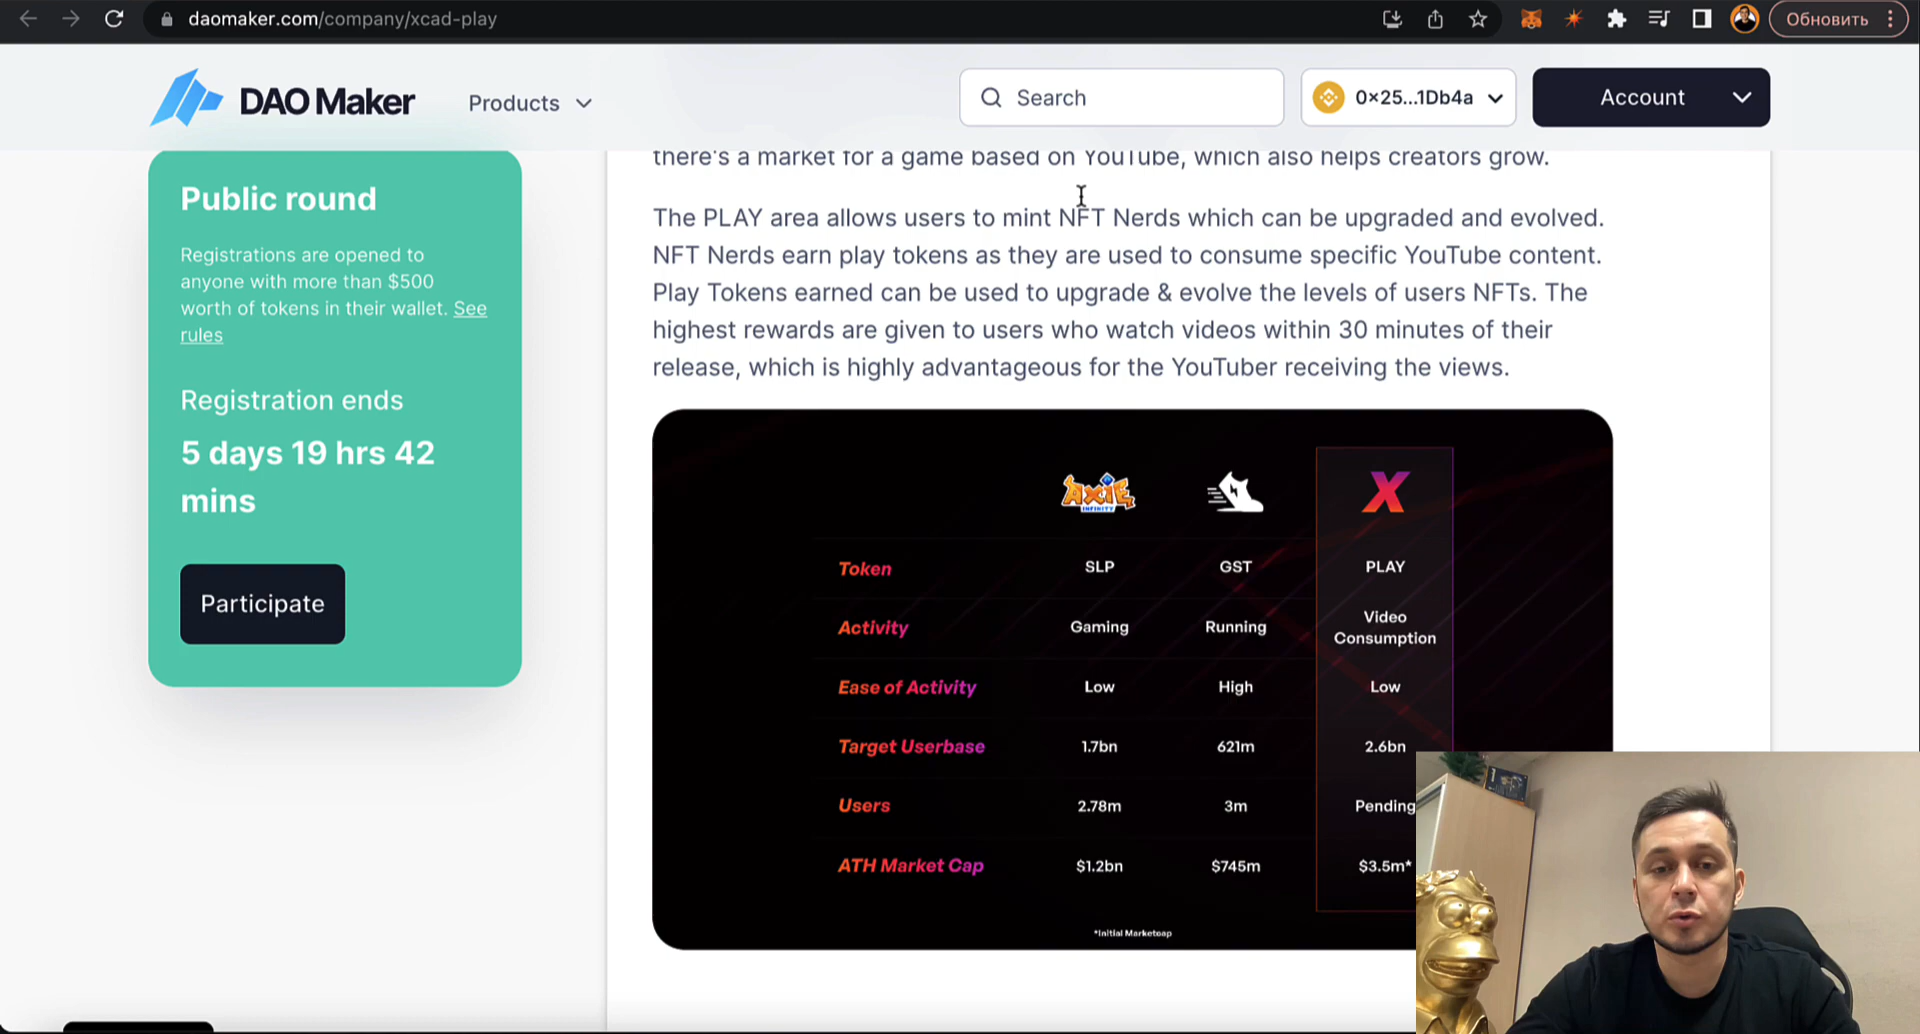 daomaker.com/company/xcad-play
Обновить
DAO Maker
Products
Search
0×25...1Db4a
Account
Public round
Registrations are opened to
anyone with more than $500
worth of tokens in their wallet. See
rules
Registration ends
5 days 19 hrs 42
mins
Participate
there's a market for a game based on YouTube, which also helps creators grow.
The PLAY area allows users to mint NFT Nerds which can be upgraded and evolved.
NFT Nerds earn play tokens as they are used to consume specific YouTube content.
Play Tokens earned can be used to upgrade & evolve the levels of users NFTs. The
highest rewards are given to users who watch videos within 30 minutes of their
release, which is highly advantageous for the YouTuber receiving the views.
AXIE
INFINITY
X
Token SLP GST PLAY
Activity Gaming Running Video
Consumption
Ease of Activity Low High Low
Target Userbase 1.7bn 621m 2.6bn
Users 2.78m 3m Pending
ATH Market Cap $1.2bn $745m $3.5m*
*Initial Marketcap